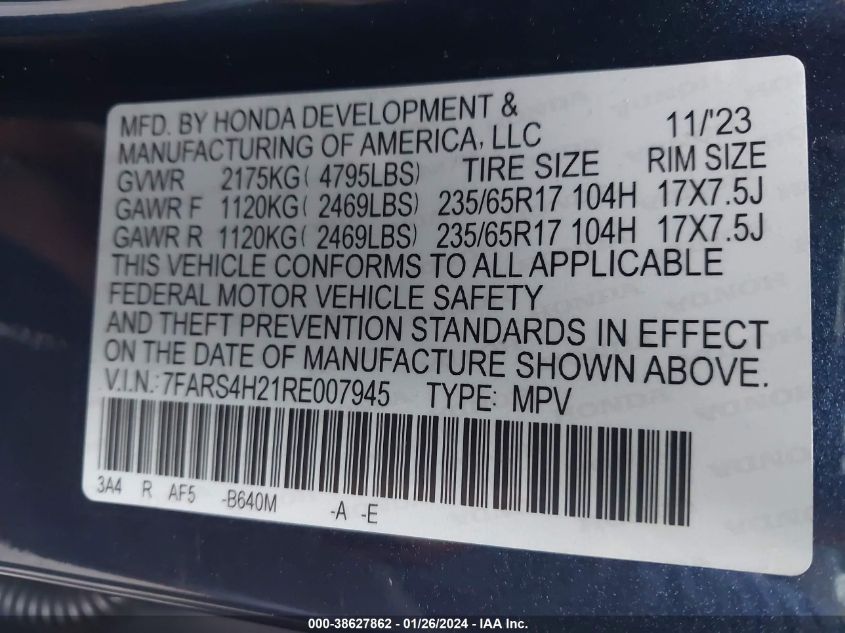 MFD. BY HONDA DEVELOPMENT &
MANUFACTURING OF AMERICA, LLC 11/'23
GVWR 2175KG( 4795LBS) TIRE SIZE RIM SIZE
GAWR F 1120KG( 2469LBS) 235/65R17 104H 17X7.5J
GAWR R 1120KG( 2469LBS) 235/65R17 104H 17X7.5J
THIS VEHICLE CONFORMS TO ALL APPLICABLE
FEDERAL MOTOR VEHICLE SAFETY
AND THEFT PREVENTION STANDARDS IN EFFECT
ON THE DATE OF MANUFACTURE SHOWN ABOVE.
V.I.N.:7FARS4H21RE007945 TYPE: MPV
3A4 R AF5 -B640M -A -E
000-38627862 - 01/26/2024 - IAA Inc.